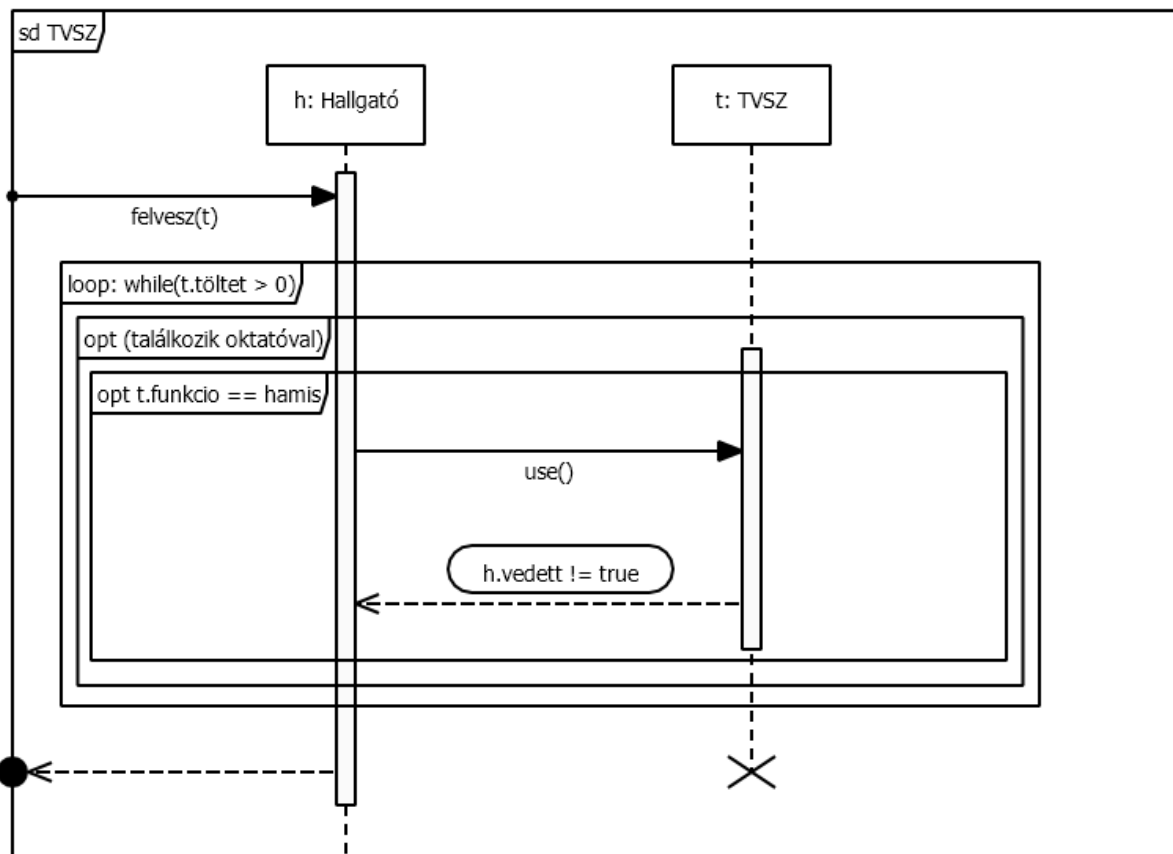 sd TVSZ
h: Hallgató
t: TVSZ
felvesz(t)
loop: while(t.töltet > 0)
opt (találkozik oktatóval)
opt t.funkcio == hamis
use()
h.vedett != true